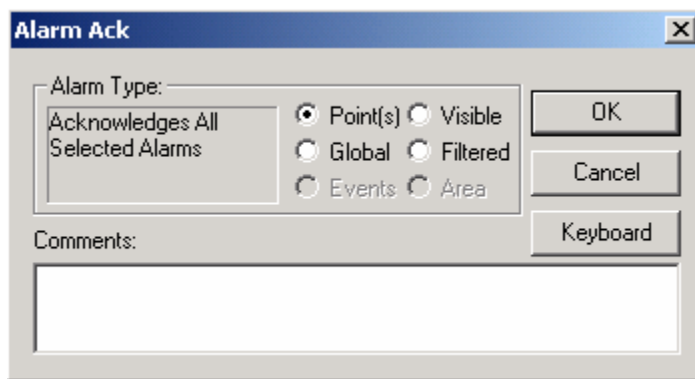 Alarm Ack
Alarm Type:
Acknowledges All
Selected Alarms
Point(s) Visible
Global Filtered
Events Area
OK
Cancel
Keyboard
Comments: